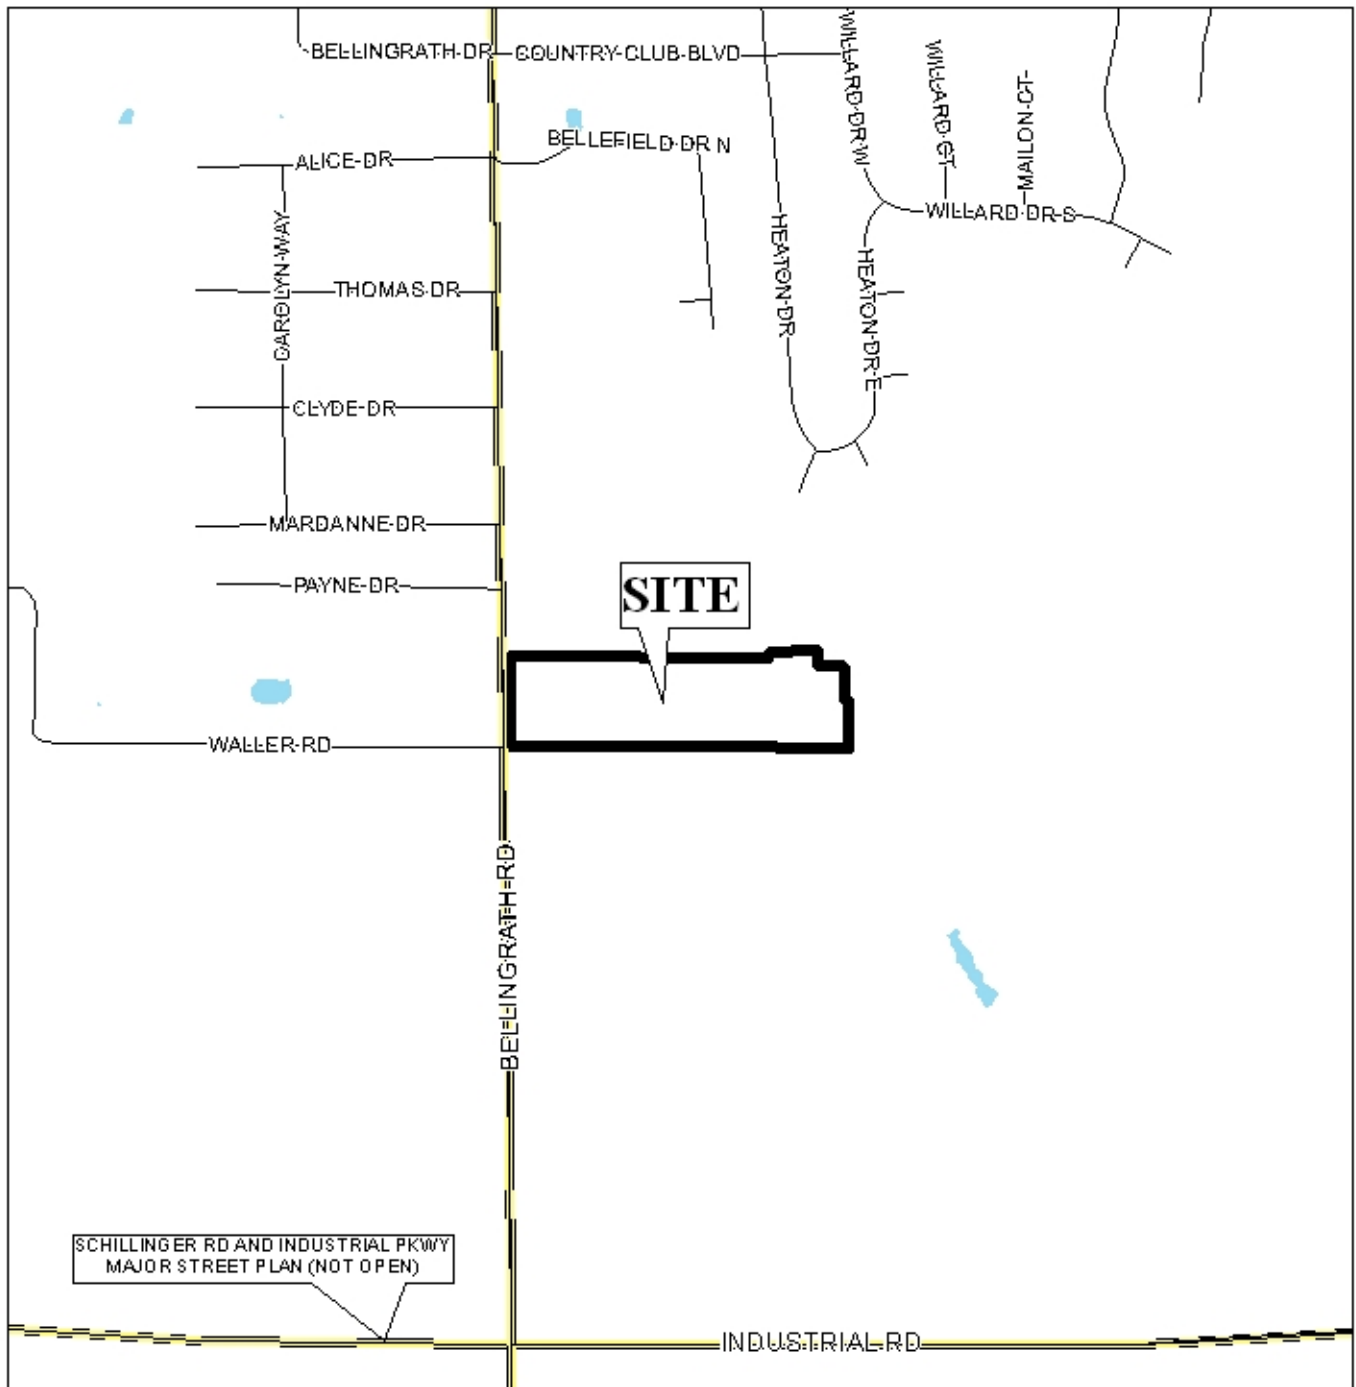 BELLINGRATH DR
COUNTRY CLUB BLVD
WILLARD DR W
WILLARD CT
MAILON CT
ALICE DR
BELLEFIELD DR N
WILLARD DR S
CAROLYN WAY
HEATON DR
HEATON DR E
THOMAS DR
CLYDE DR
MARDANNE DR
PAYNE DR
SITE
WALLER RD
BELLINGRATH RD
SCHILLINGER RD AND INDUSTRIAL PKWY
MAJOR STREET PLAN (NOT OPEN)
INDUSTRIAL RD